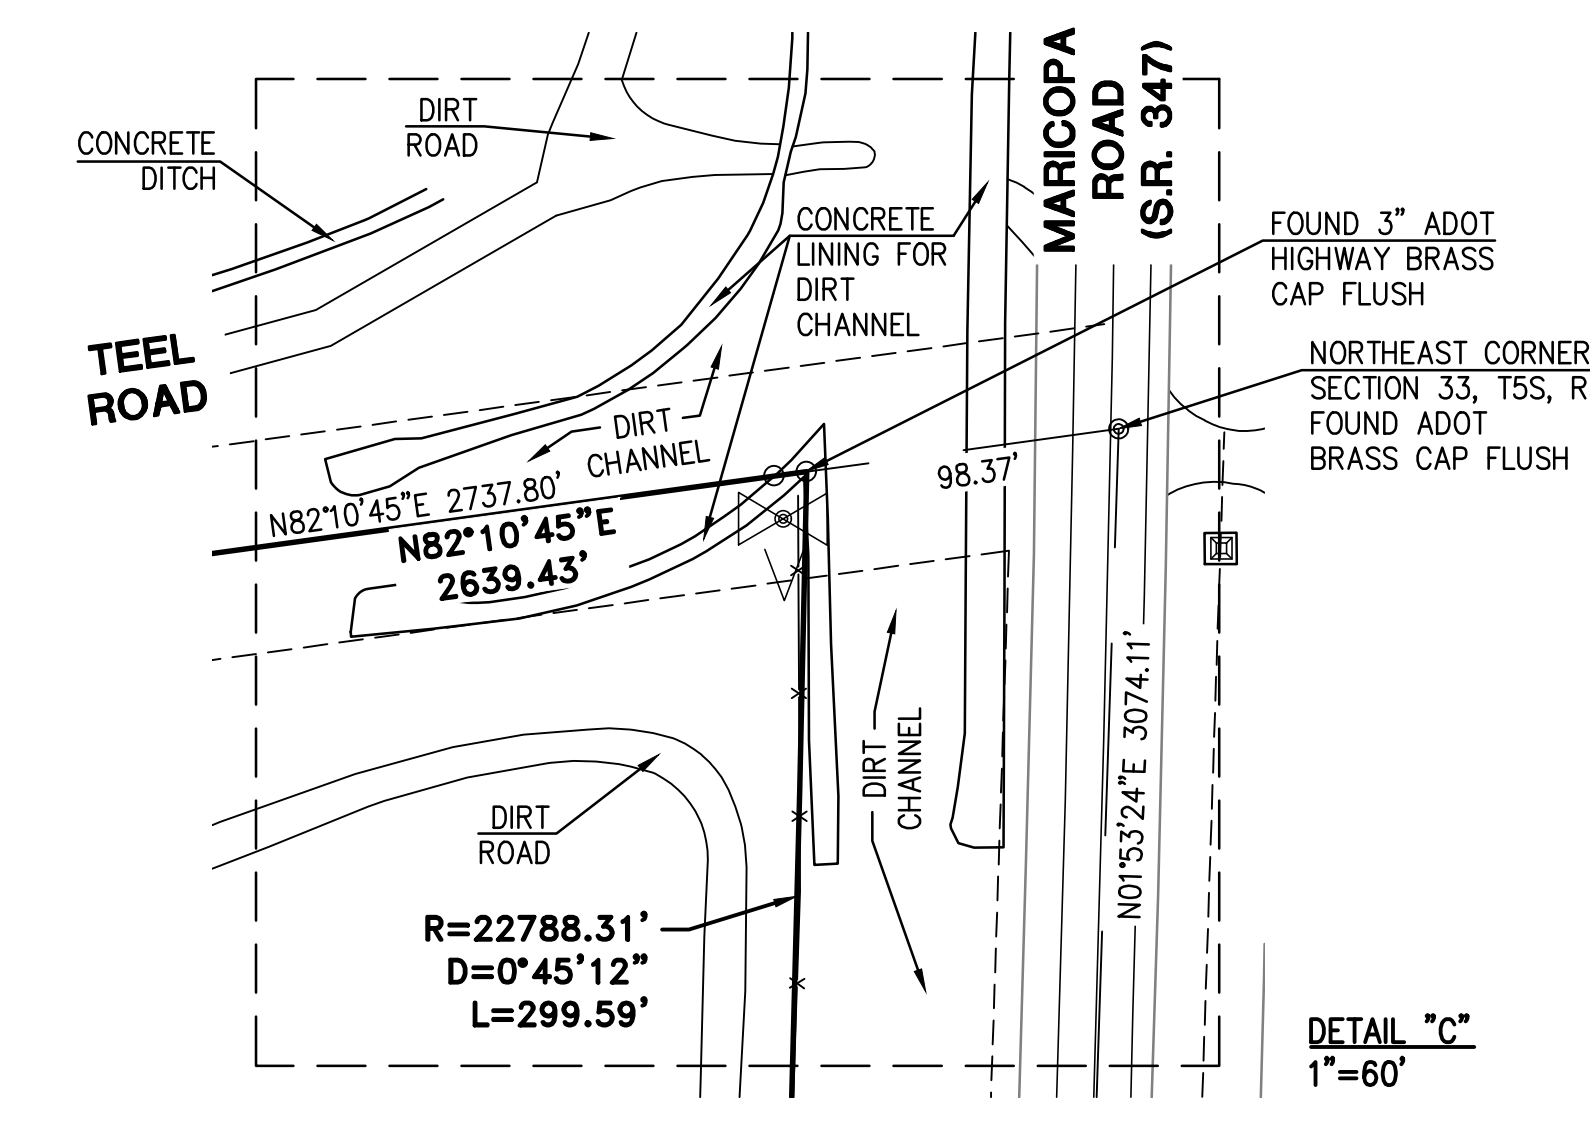 MARICOPA
ROAD
(S.R. 347)
DIRT
ROAD
CONCRETE
DITCH
CONCRETE
LINING FOR
DIRT
CHANNEL
FOUND 3" ADOT
HIGHWAY BRASS
CAP FLUSH
TEEL
ROAD
NORTHEAST CORNER
SECTION 33, T5S, R
FOUND ADOT
BRASS CAP FLUSH
DIRT
CHANNEL
98.37'
N82°10'45"E 2737.80'
N82°10'45"E
2639.43'
DIRT
CHANNEL
N01°53'24"E 3074.11'
DIRT
ROAD
R=22788.31'
D=0°45'12"
L=299.59'
DETAIL "C"
1"=60'